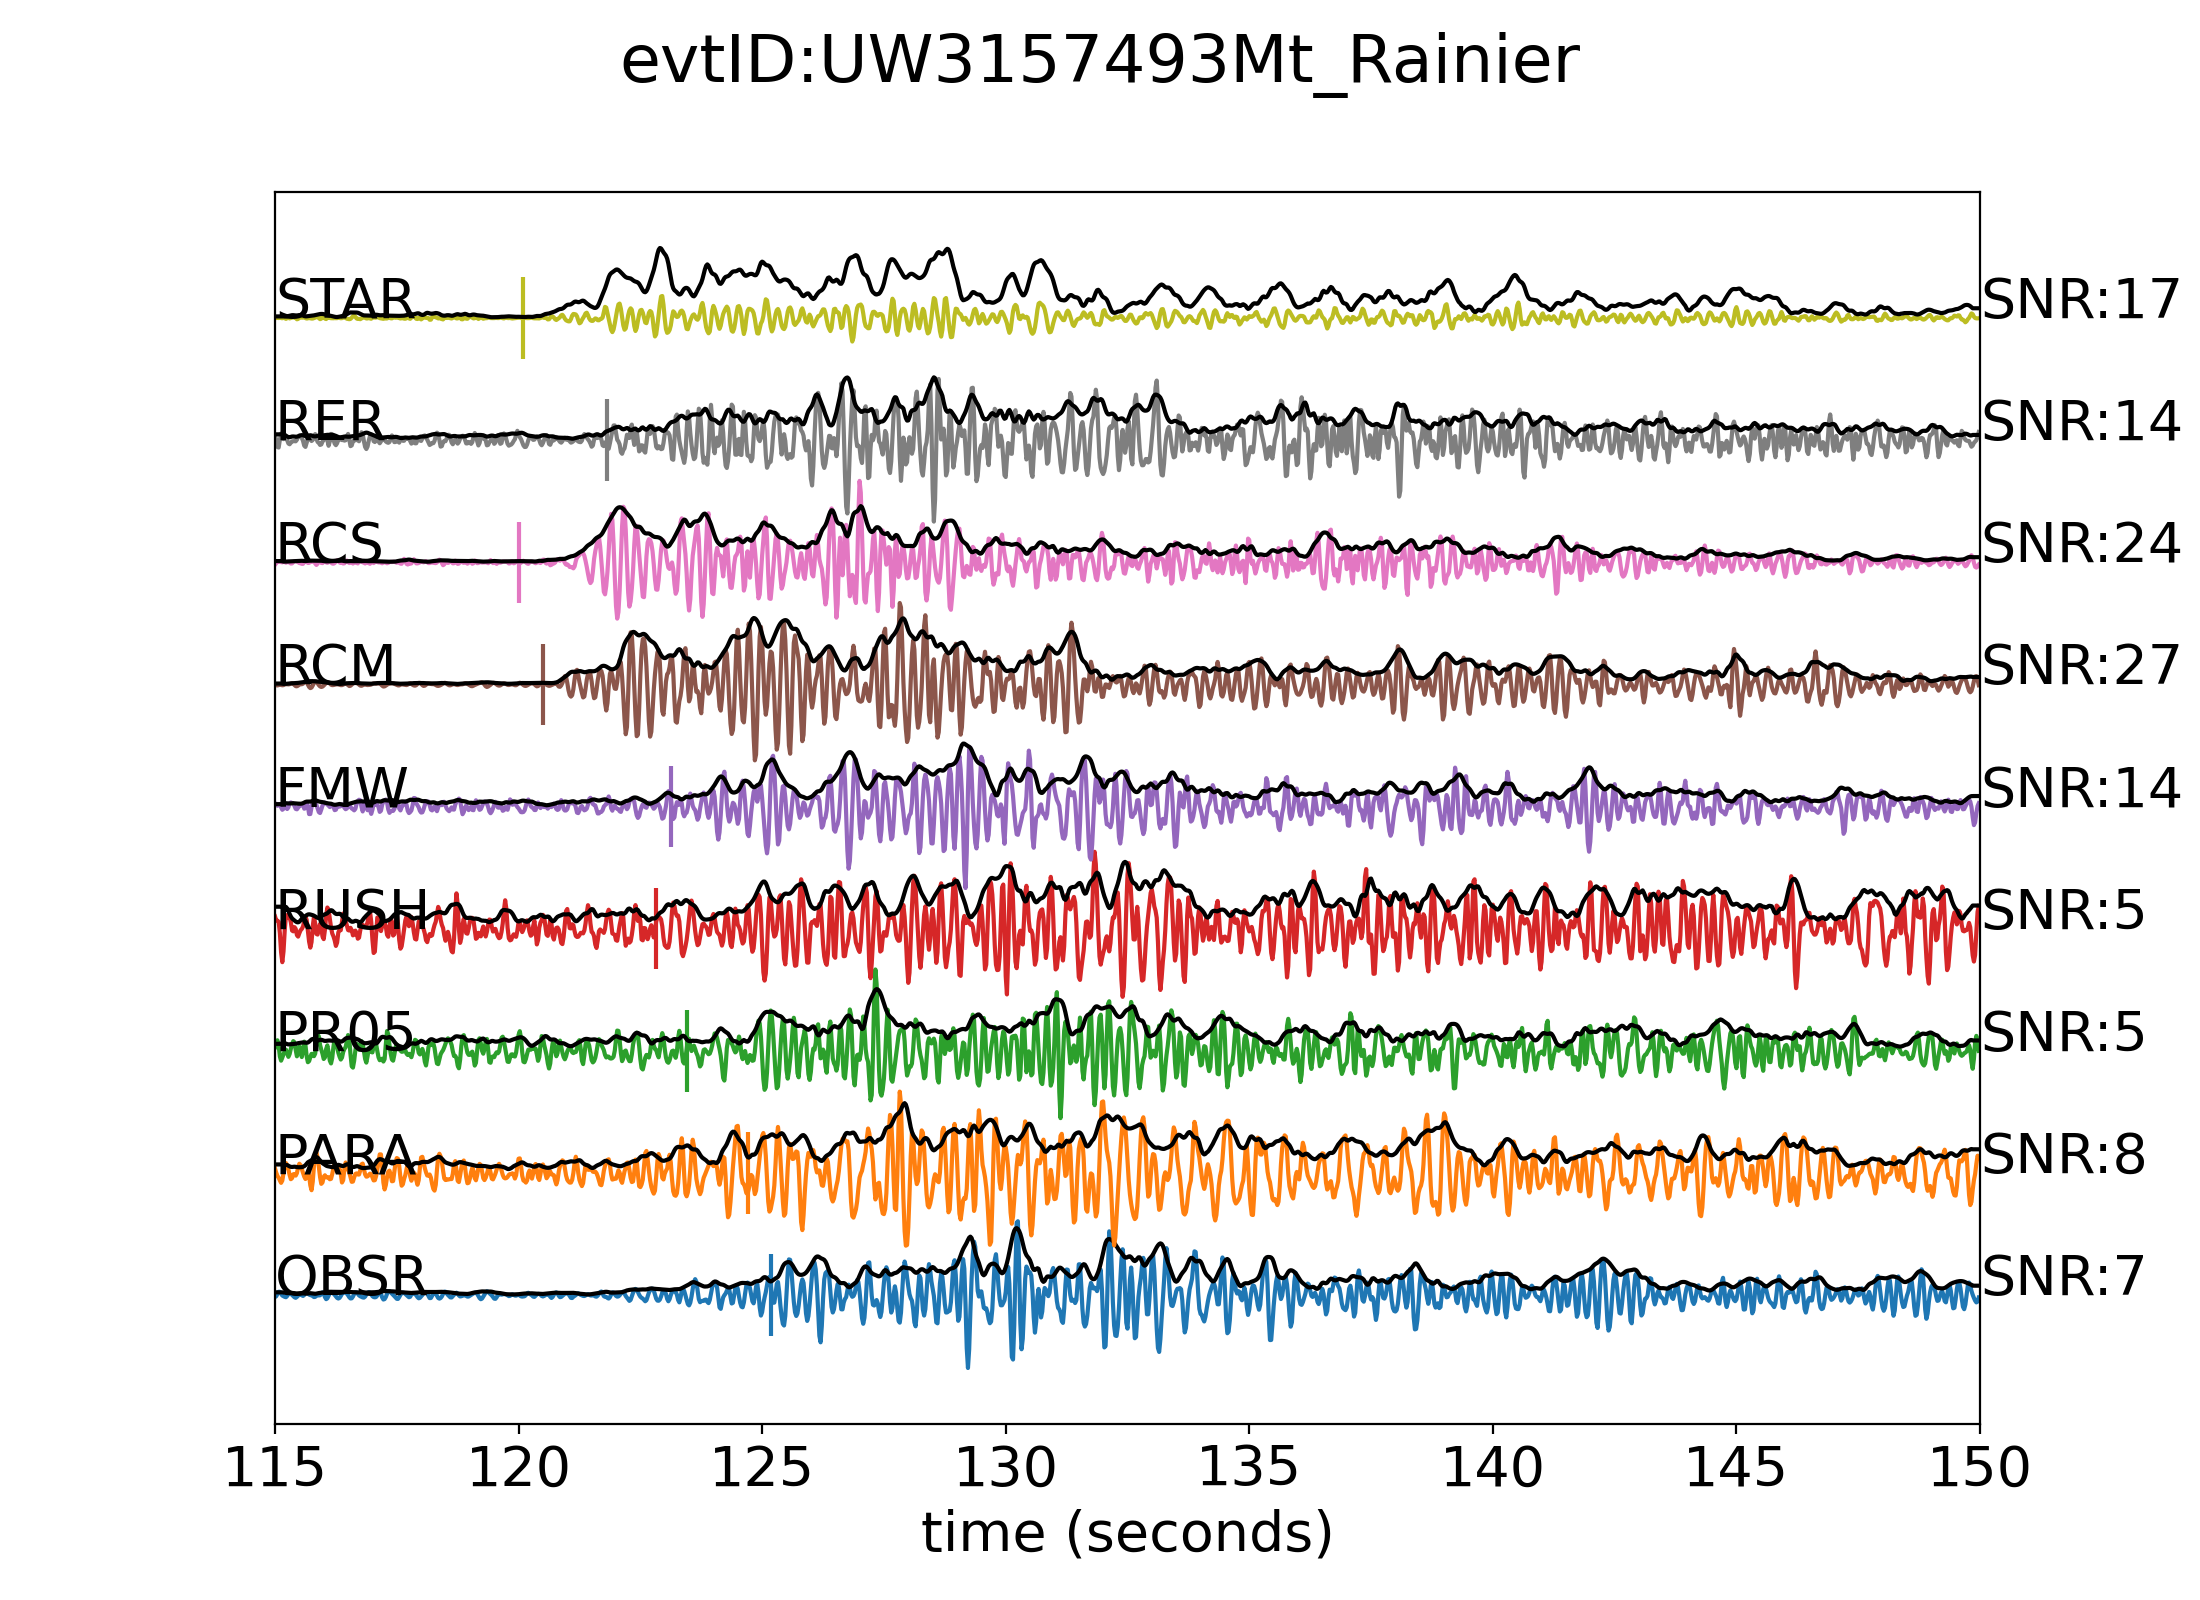 evtID:UW3157493Mt_Rainier
STAR SNR:17
RER SNR:14
RCS SNR:24
RCM SNR:27
FMW SNR:14
RUSH SNR:5
PR05 SNR:5
PARA SNR:8
OBSR SNR:7
115 120 125 130 135 140 145 150
time (seconds)